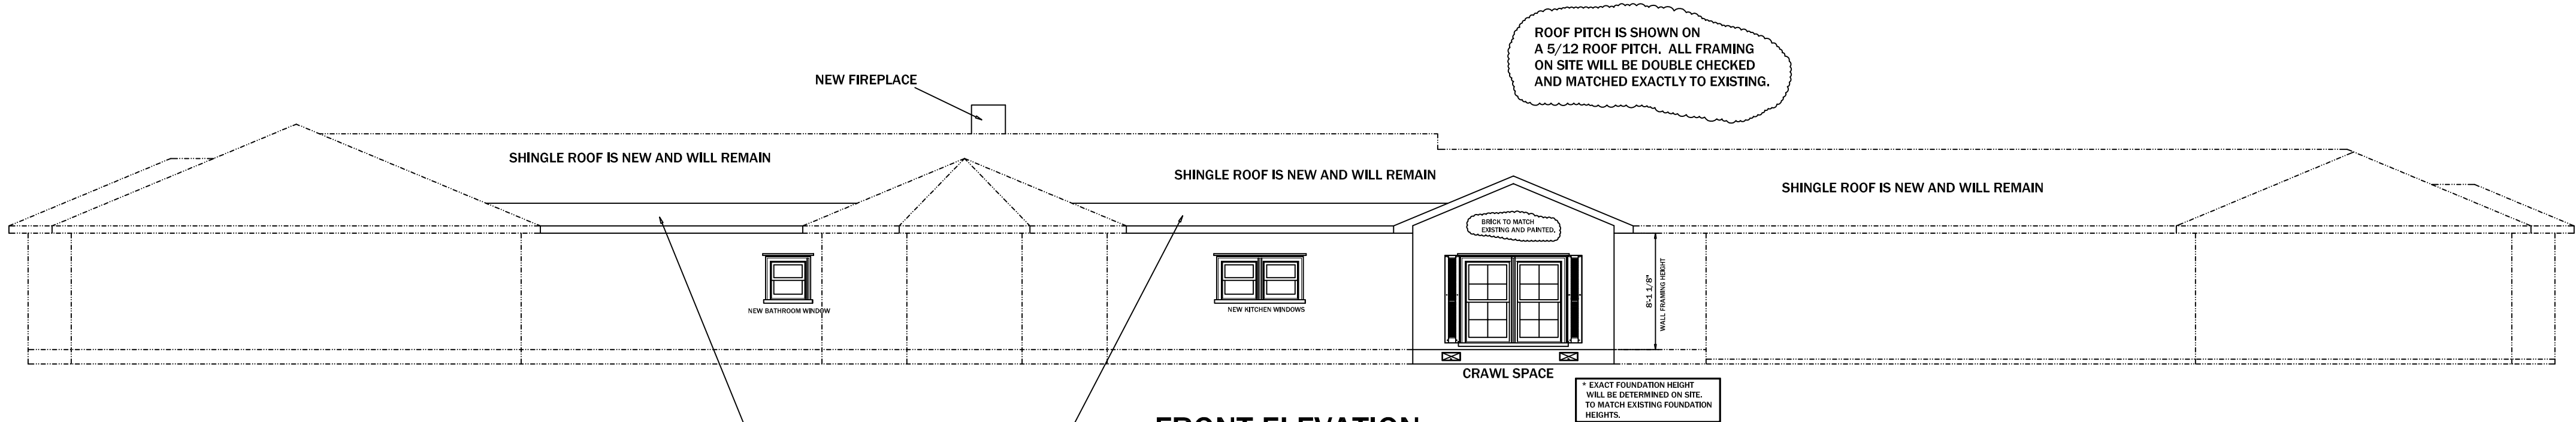 ROOF PITCH IS SHOWN ON
A 5/12 ROOF PITCH. ALL FRAMING
ON SITE WILL BE DOUBLE CHECKED
AND MATCHED EXACTLY TO EXISTING.
NEW FIREPLACE
SHINGLE ROOF IS NEW AND WILL REMAIN
SHINGLE ROOF IS NEW AND WILL REMAIN
SHINGLE ROOF IS NEW AND WILL REMAIN
BRICK TO MATCH
EXISTING AND PAINTED.
8'-1 1/8"
WALL FRAMING HEIGHT
NEW BATHROOM WINDOW
NEW KITCHEN WINDOWS
CRAWL SPACE
* EXACT FOUNDATION HEIGHT
WILL BE DETERMINED ON SITE.
TO MATCH EXISTING FOUNDATION
HEIGHTS.
FRONT ELEVATION